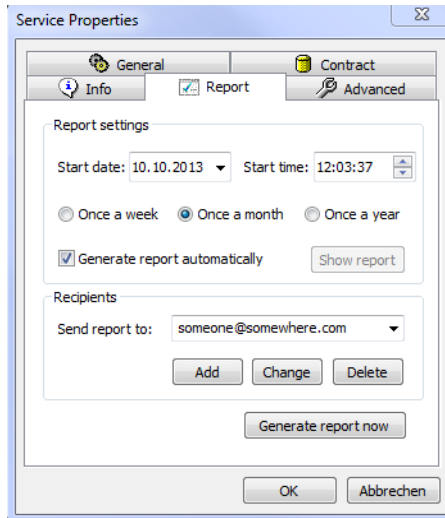 Service Properties
General Contract
Info Report Advanced
Report settings
Start date: 10.10.2013 Start time: 12:03:37
Once a week Once a month Once a year
Generate report automatically Show report
Recipients
Send report to: someone@somewhere.com
Add Change Delete
Generate report now
OK Abbrechen